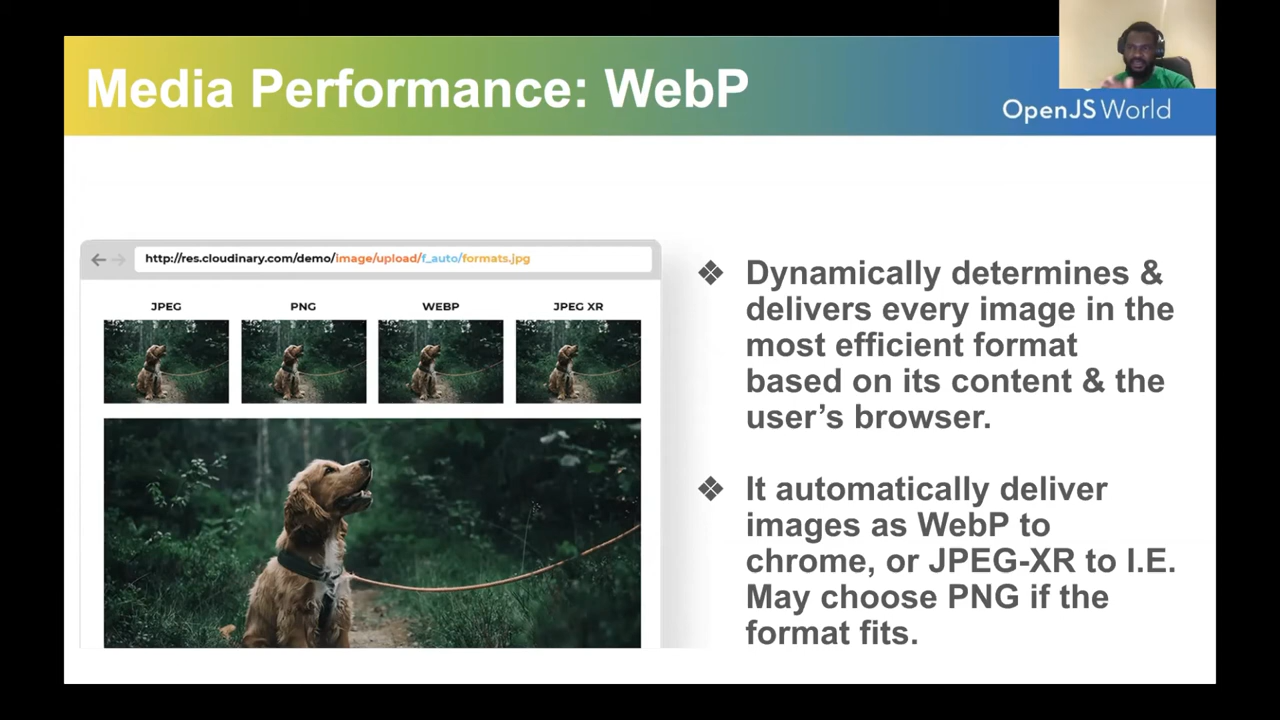 Media Performance: WebP
OpenJS World
http://res.cloudinary.com/demo/image/upload/f_auto/formats.jpg
JPEG
PNG
WEBP
JPEG XR
❖ Dynamically determines &
delivers every image in the
most efficient format
based on its content & the
user’s browser.
❖ It automatically deliver
images as WebP to
chrome, or JPEG-XR to I.E.
May choose PNG if the
format fits.